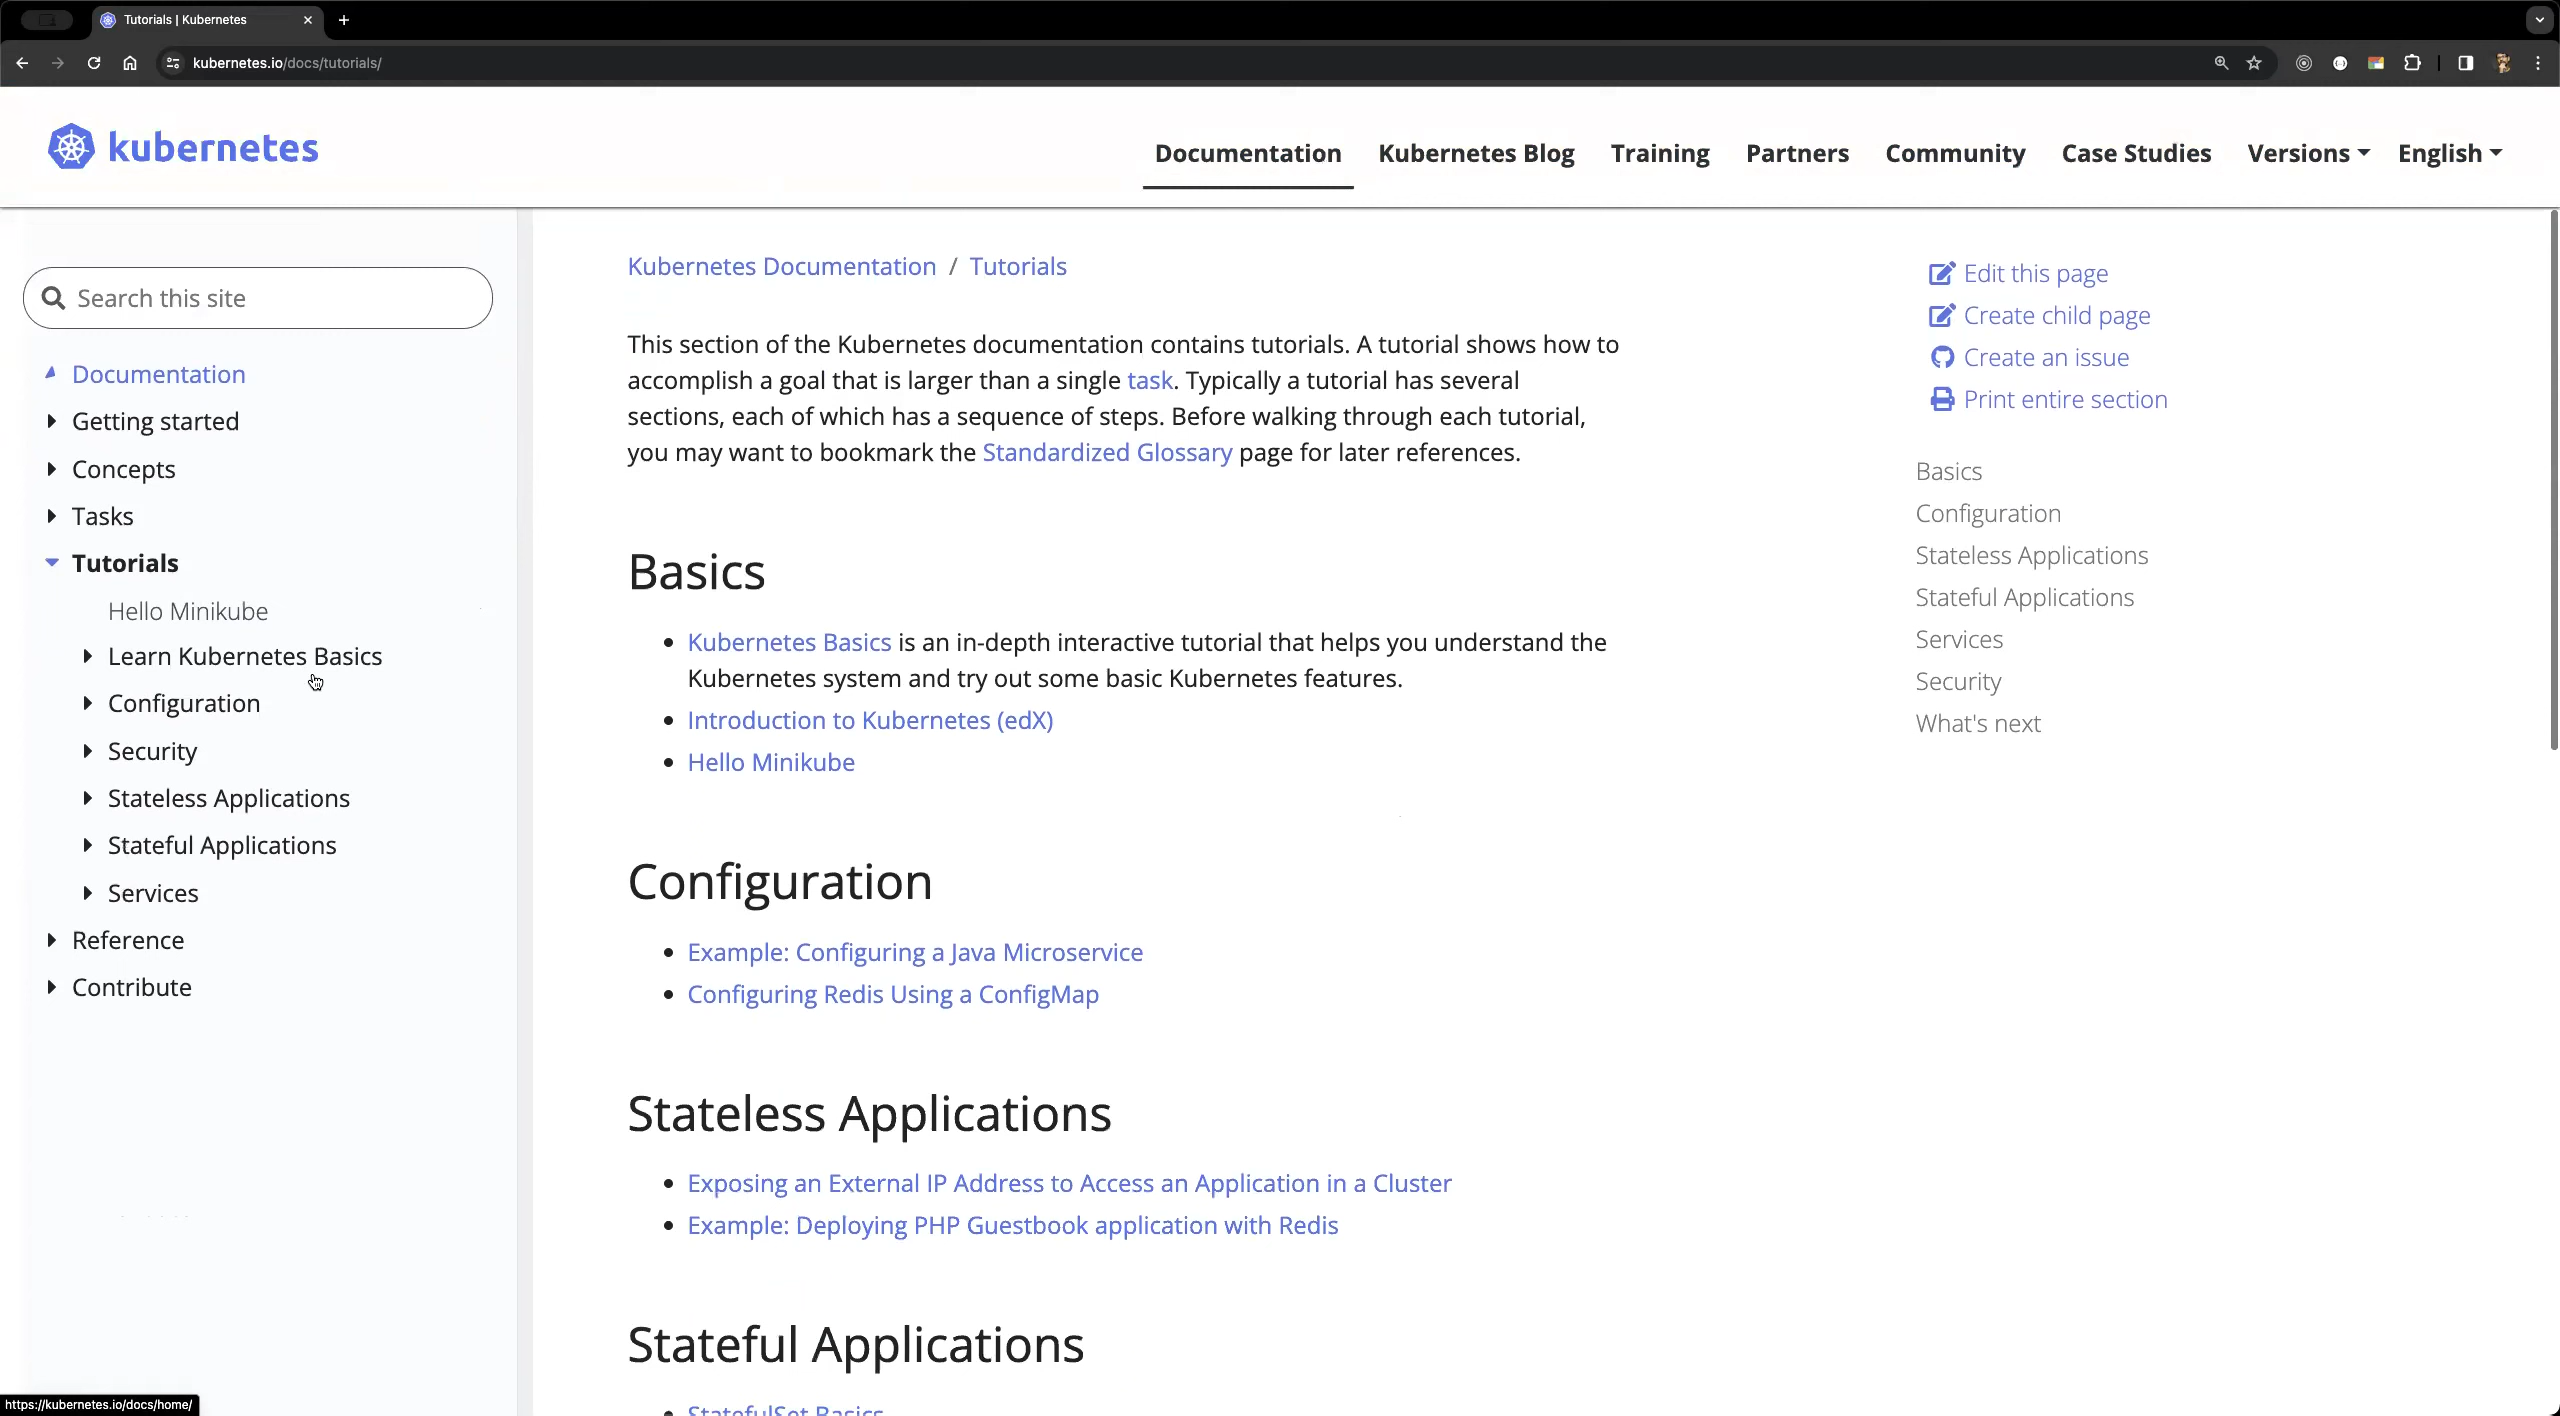 Tutorials | Kubernetes
kubernetes.io/docs/tutorials/
kubernetes
Documentation
Kubernetes Blog
Training
Partners
Community
Case Studies
Versions
English
Search this site
Documentation
Getting started
Concepts
Tasks
Tutorials
Hello Minikube
Learn Kubernetes Basics
Configuration
Security
Stateless Applications
Stateful Applications
Services
Reference
Contribute
Kubernetes Documentation / Tutorials
This section of the Kubernetes documentation contains tutorials. A tutorial shows how to
accomplish a goal that is larger than a single task. Typically a tutorial has several
sections, each of which has a sequence of steps. Before walking through each tutorial,
you may want to bookmark the Standardized Glossary page for later references.
Basics
Kubernetes Basics is an in-depth interactive tutorial that helps you understand the
Kubernetes system and try out some basic Kubernetes features.
Introduction to Kubernetes (edX)
Hello Minikube
Configuration
Example: Configuring a Java Microservice
Configuring Redis Using a ConfigMap
Stateless Applications
Exposing an External IP Address to Access an Application in a Cluster
Example: Deploying PHP Guestbook application with Redis
Stateful Applications
StatefulSet Basics
Edit this page
Create child page
Create an issue
Print entire section
Basics
Configuration
Stateless Applications
Stateful Applications
Services
Security
What's next
https://kubernetes.io/docs/home/